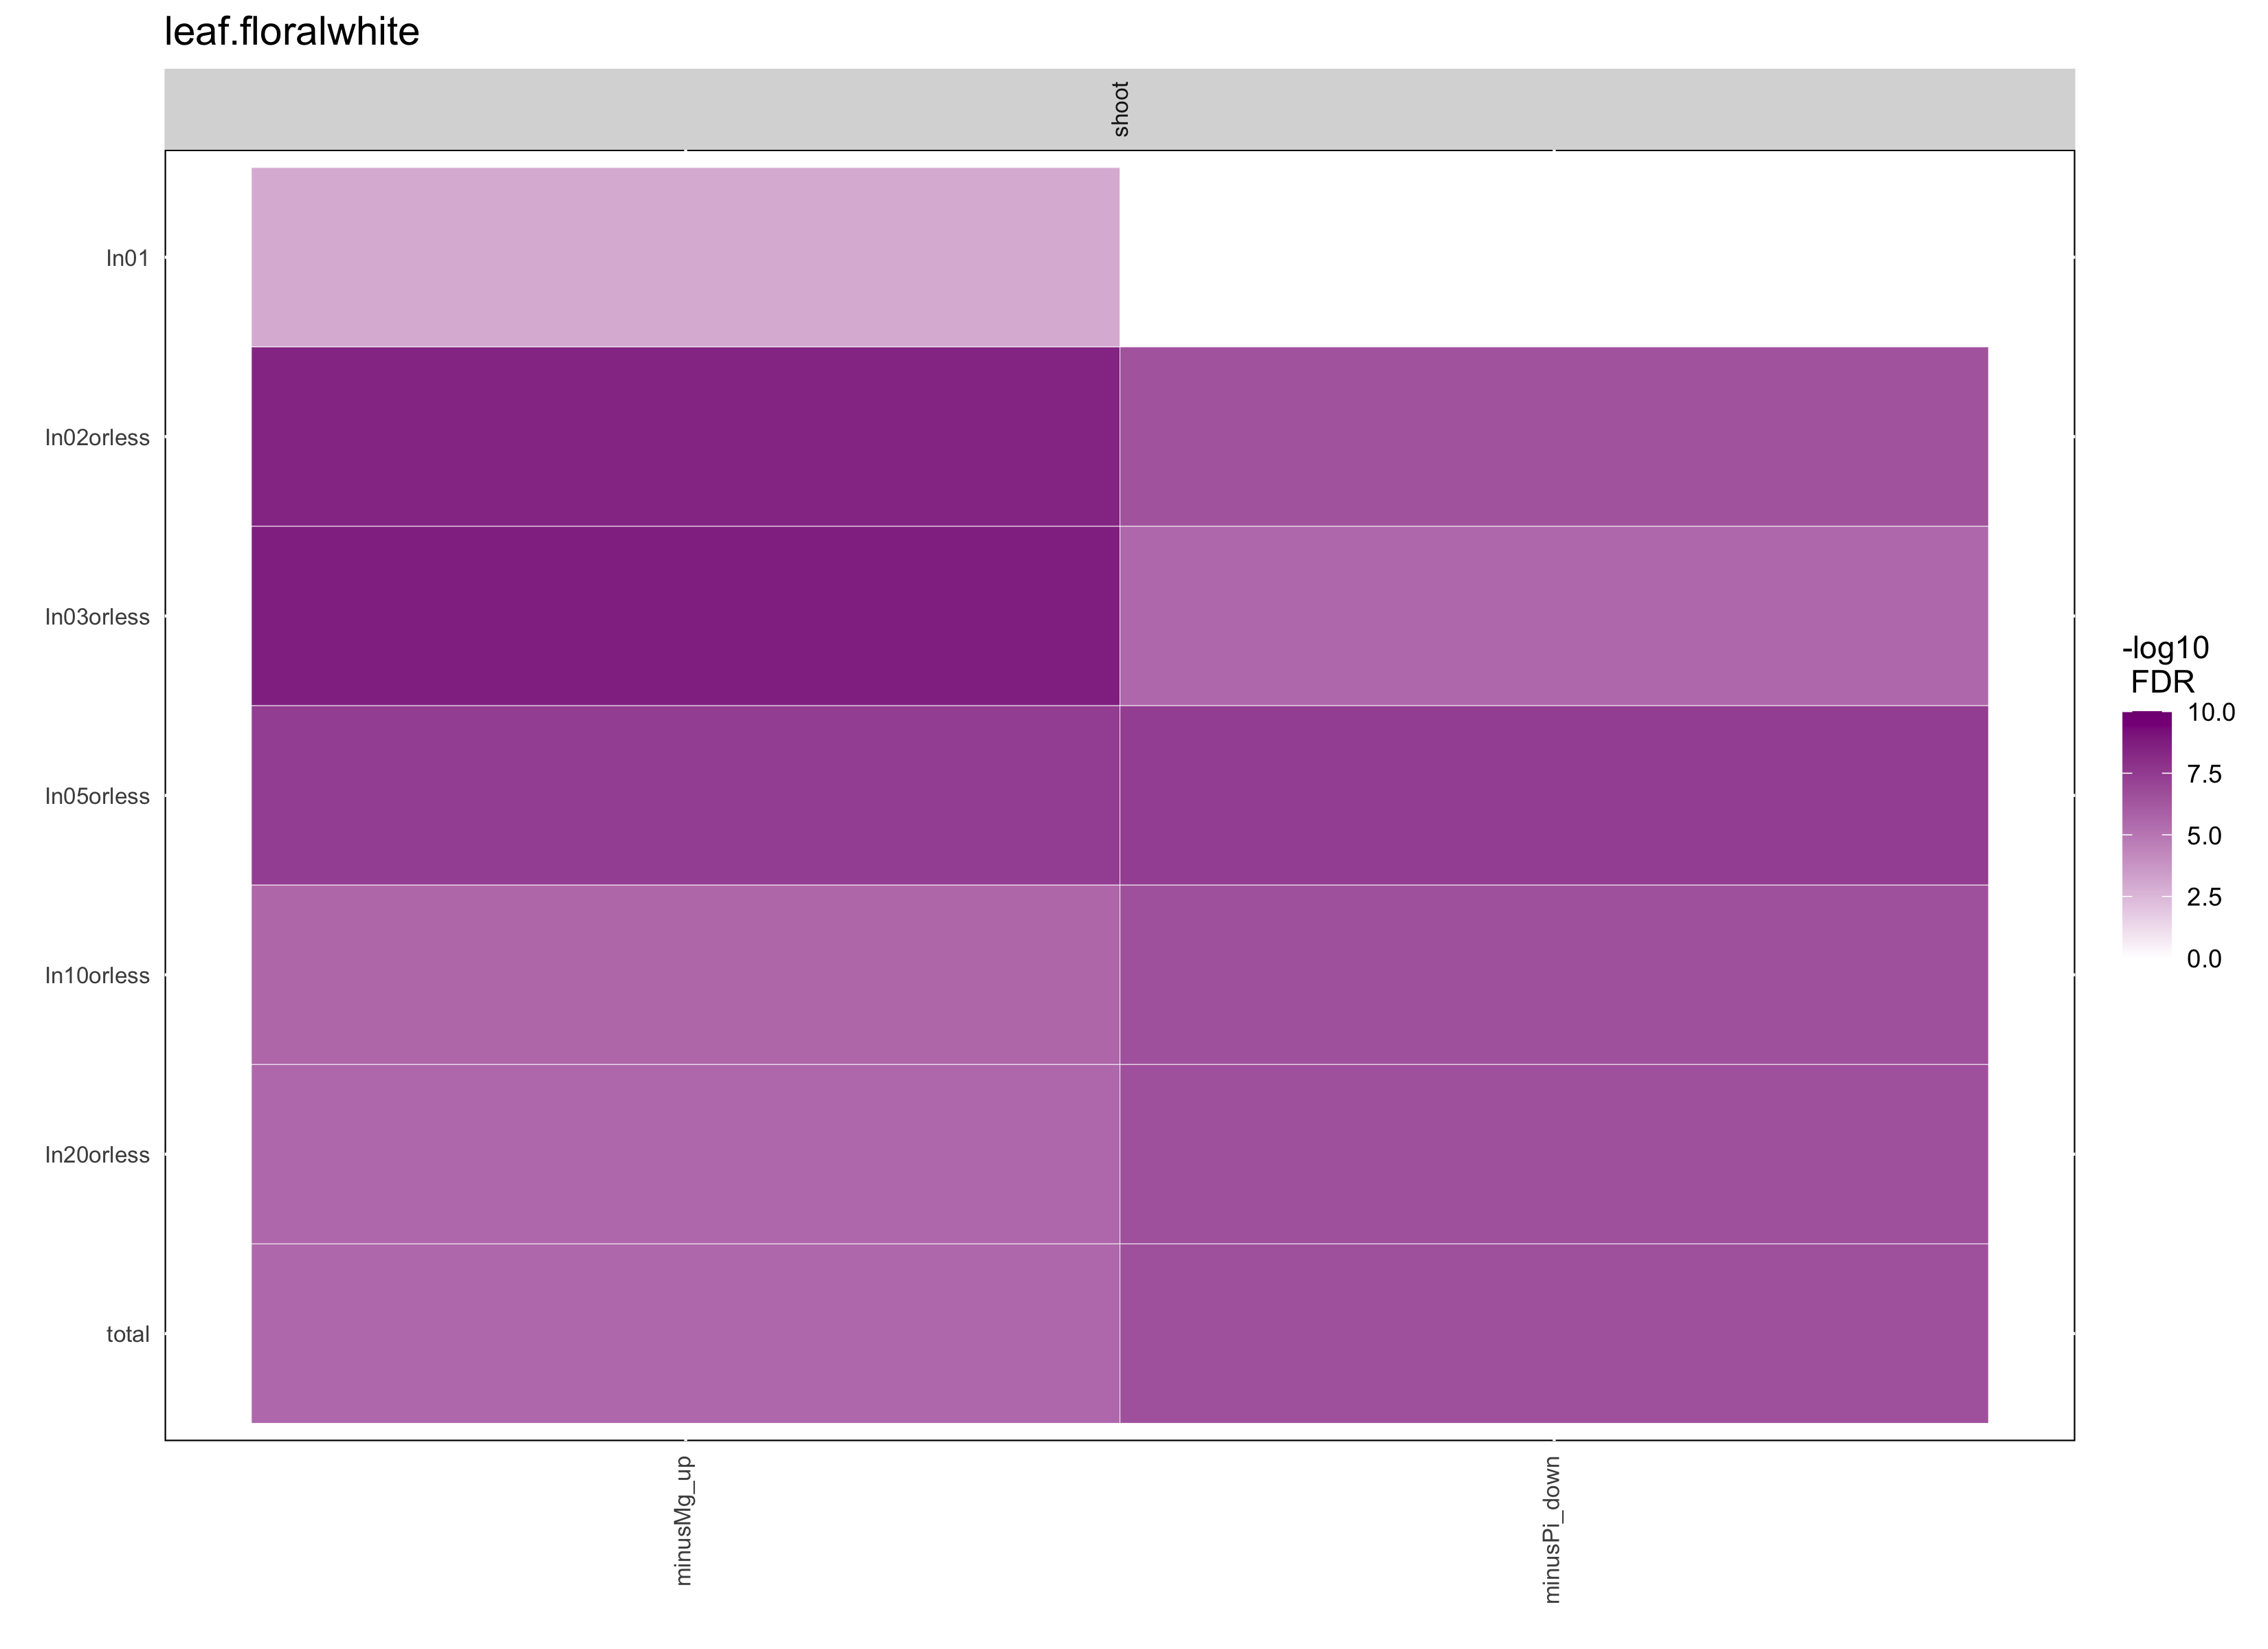 leaf.floralwhite
shoot
In01
In02orless
In03orless
In05orless
In10orless
In20orless
total
minusMg_up
minusPi_down
-log10
FDR
10.0
7.5
5.0
2.5
0.0